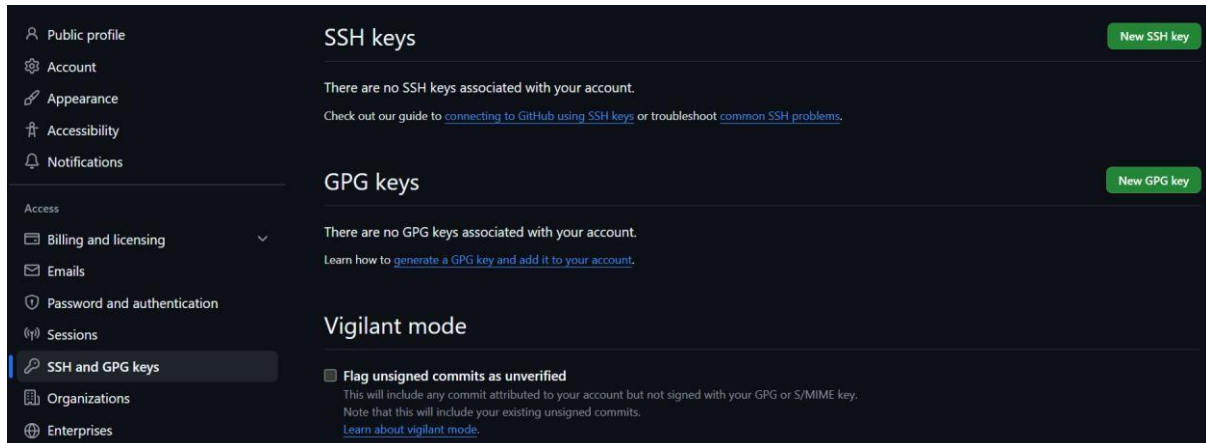 Public profile
Account
Appearance
Accessibility
Notifications
Access
Billing and licensing
Emails
Password and authentication
Sessions
SSH and GPG keys
Organizations
Enterprises
SSH keys
New SSH key
There are no SSH keys associated with your account.
Check out our guide to connecting to GitHub using SSH keys or troubleshoot common SSH problems.
GPG keys
New GPG key
There are no GPG keys associated with your account.
Learn how to generate a GPG key and add it to your account.
Vigilant mode
Flag unsigned commits as unverified
This will include any commit attributed to your account but not signed with your GPG or S/MIME key.
Note that this will include your existing unsigned commits.
Learn about vigilant mode.